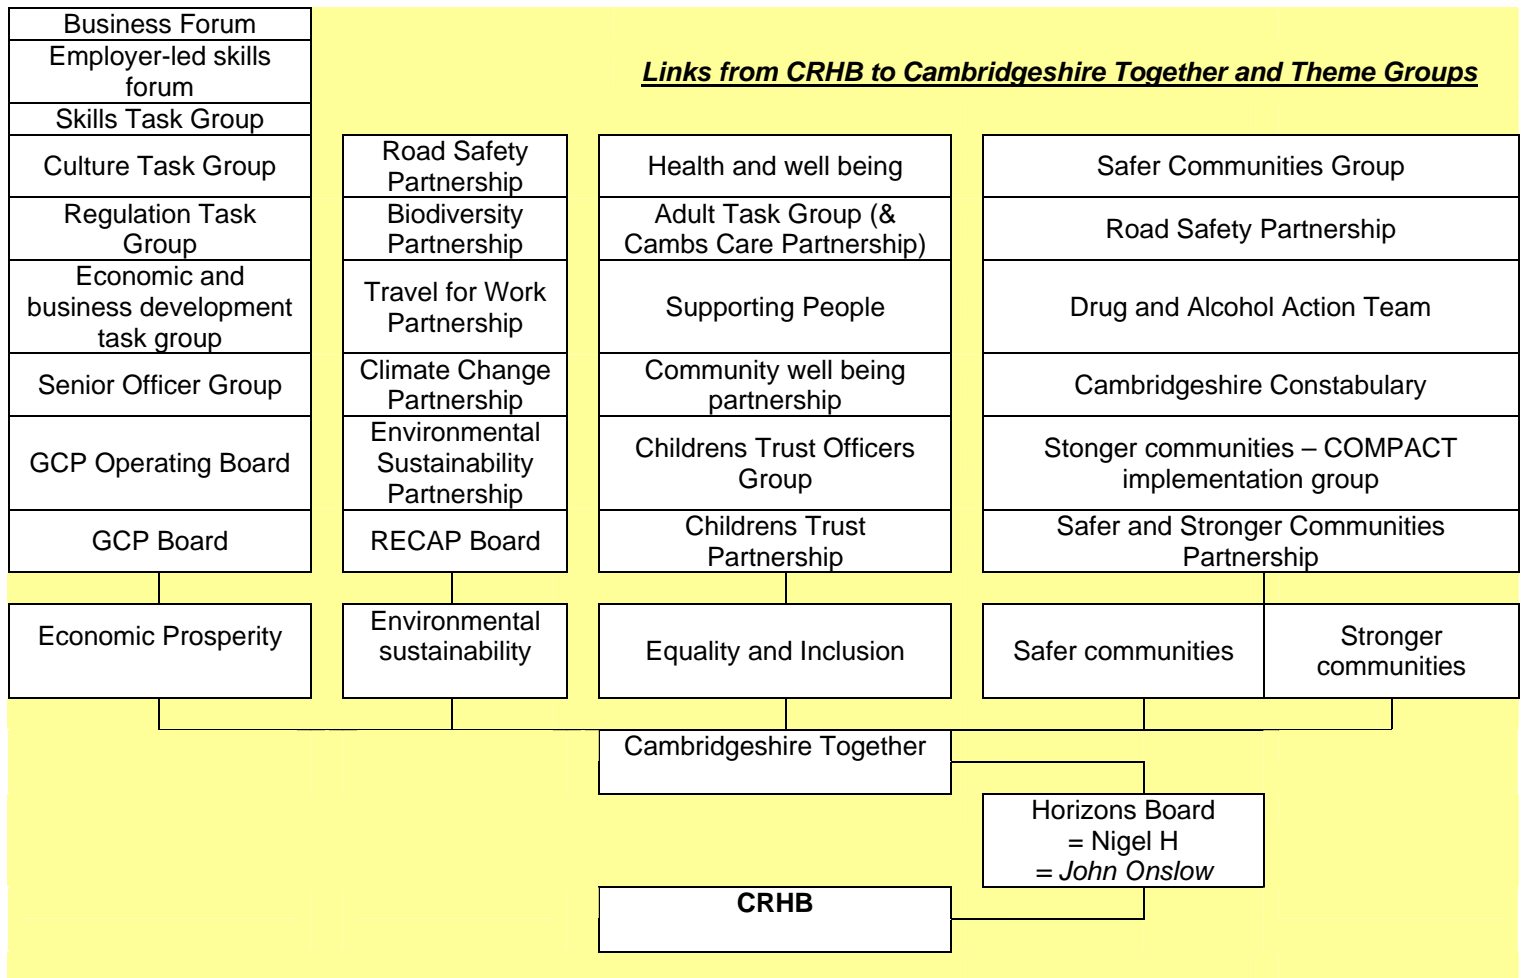 Links from CRHB to Cambridgeshire Together and Theme Groups
Business Forum
Employer-led skills
forum
Skills Task Group
Culture Task Group
Regulation Task
Group
Economic and
business development
task group
Senior Officer Group
GCP Operating Board
GCP Board
Road Safety
Partnership
Biodiversity
Partnership
Travel for Work
Partnership
Climate Change
Partnership
Environmental
Sustainability
Partnership
RECAP Board
Health and well being
Adult Task Group (&
Cambs Care Partnership)
Supporting People
Community well being
partnership
Childrens Trust Officers
Group
Childrens Trust
Partnership
Safer Communities Group
Road Safety Partnership
Drug and Alcohol Action Team
Cambridgeshire Constabulary
Stonger communities – COMPACT
implementation group
Safer and Stronger Communities
Partnership
Economic Prosperity
Environmental
sustainability
Equality and Inclusion
Safer communities
Stronger
communities
Cambridgeshire Together
Horizons Board
= Nigel H
= John Onslow
CRHB